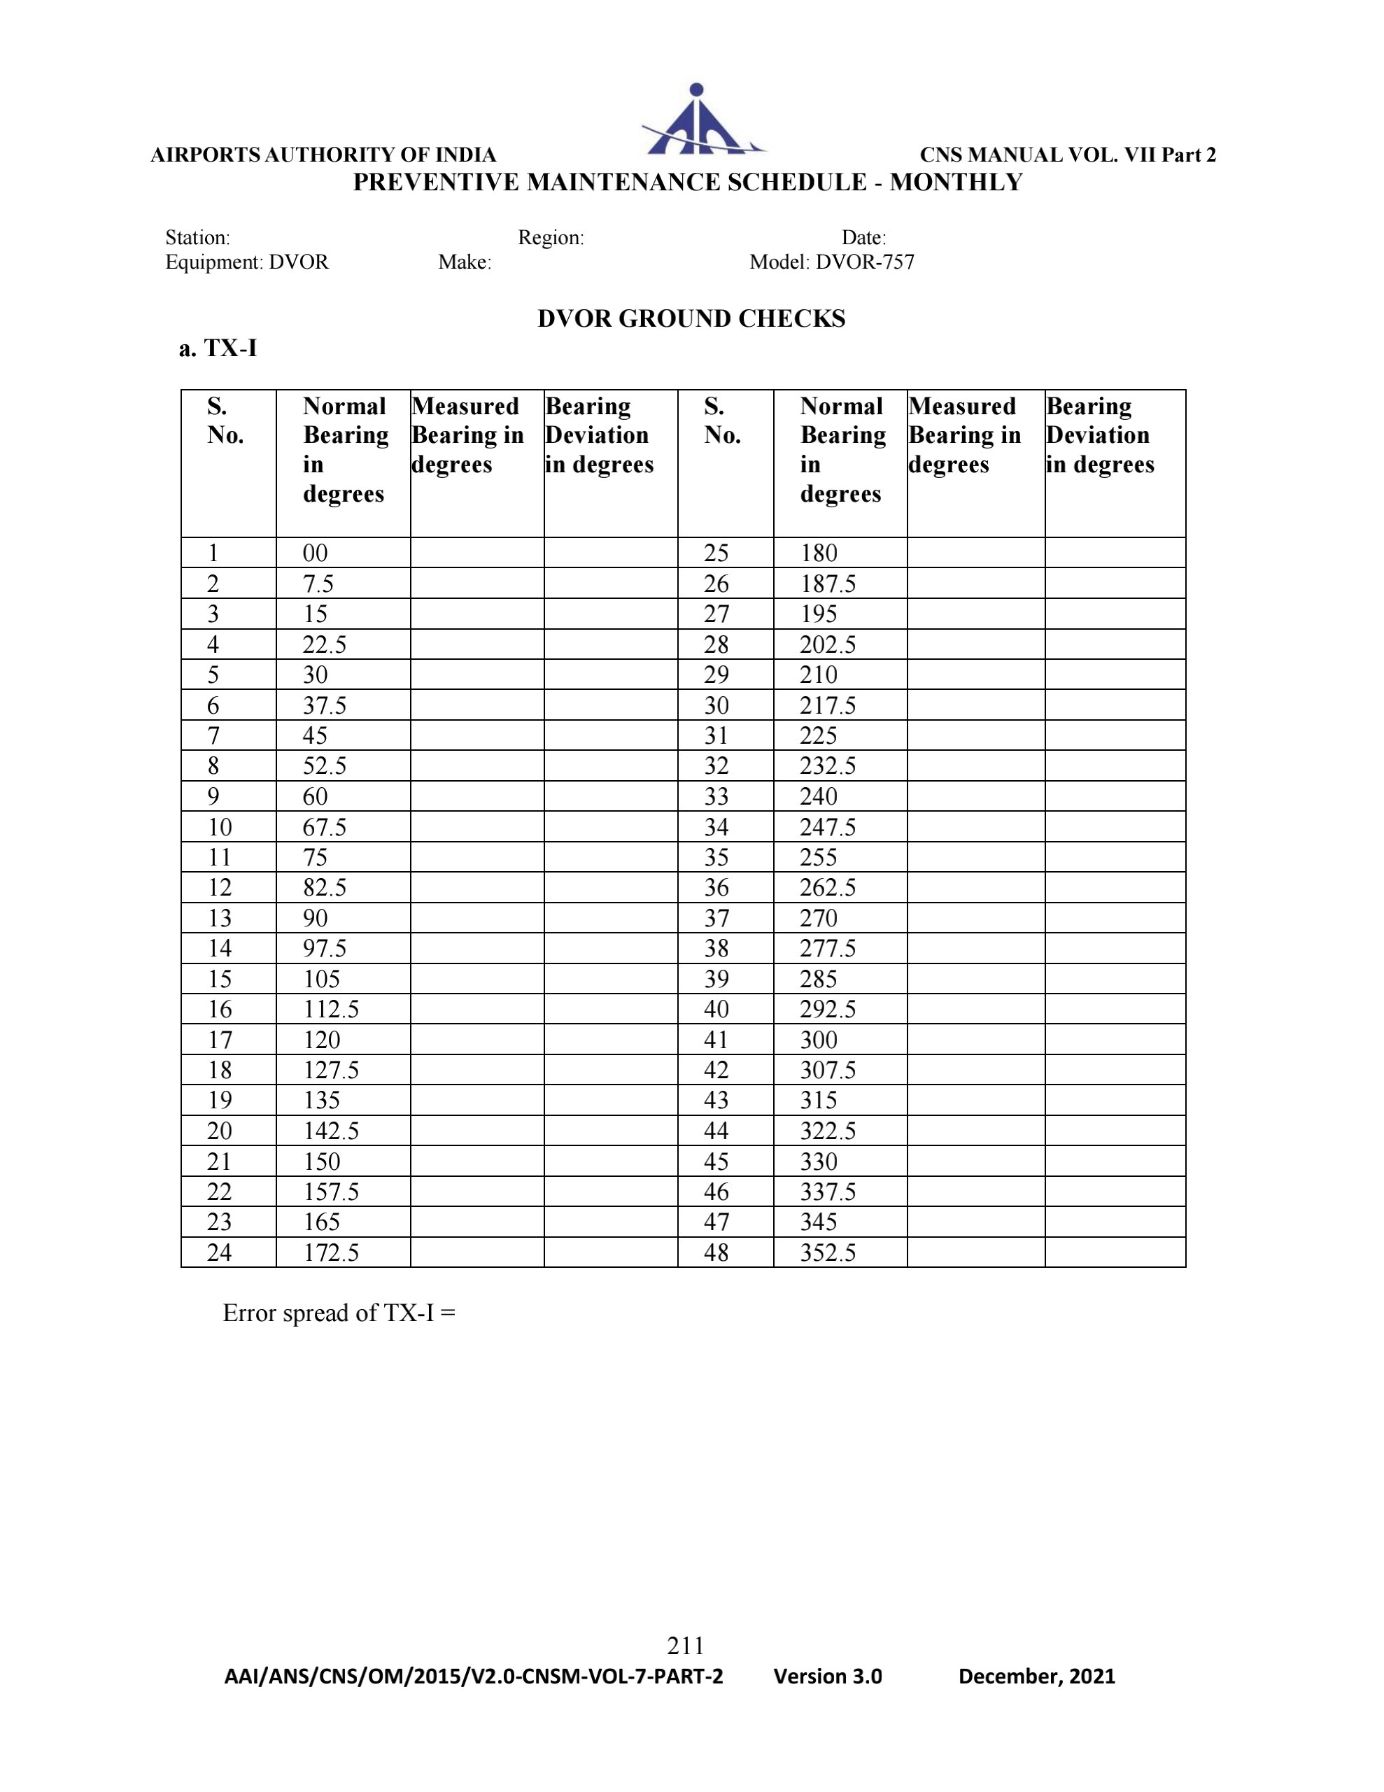 AIRPORTS AUTHORITY OF INDIA CNS MANUAL VOL. VII Part 2
PREVENTIVE MAINTENANCE SCHEDULE - MONTHLY
Station: Region: Date:
Equipment: DVOR Make: Model: DVOR-757
DVOR GROUND CHECKS
a. TX-I
S. Normal Measured Bearing S. Normal Measured Bearing
No. Bearing Bearing in Deviation No. Bearing Bearing in Deviation
in degrees in degrees in degrees in degrees
degrees degrees
1 00 25 180
2 7.5 26 187.5
3 15 27 195
4 22.5 28 202.5
5 30 29 210
6 37.5 30 217.5
7 45 31 225
8 52.5 32 232.5
9 60 33 240
10 67.5 34 247.5
11 75 35 255
12 82.5 36 262.5
13 90 37 270
14 97.5 38 277.5
15 105 39 285
16 112.5 40 292.5
17 120 41 300
18 127.5 42 307.5
19 135 43 315
20 142.5 44 322.5
21 150 45 330
22 157.5 46 337.5
23 165 47 345
24 172.5 48 352.5
Error spread of TX-I =
211
AAI/ANS/CNS/OM/2015/V2.0-CNSM-VOL-7-PART-2 Version 3.0 December, 2021